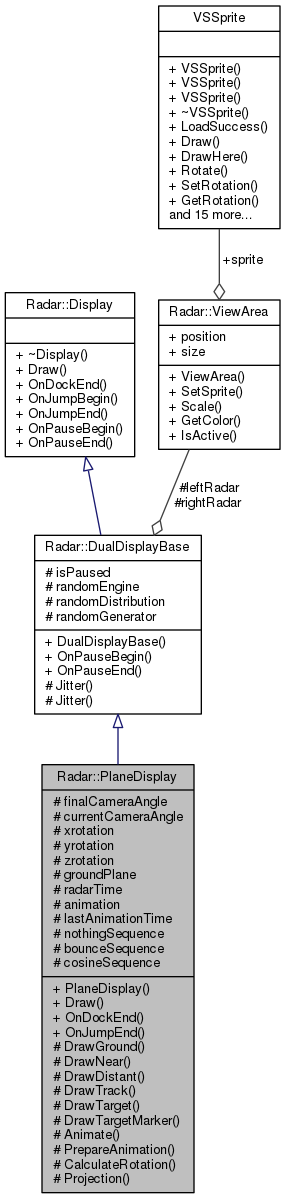 VSSprite
+ VSSprite()
+ VSSprite()
+ VSSprite()
+ ~VSSprite()
+ LoadSuccess()
+ Draw()
+ DrawHere()
+ Rotate()
+ SetRotation()
+ GetRotation()
and 15 more...
+sprite
Radar::Display
+ ~Display()
+ Draw()
+ OnDockEnd()
+ OnJumpBegin()
+ OnJumpEnd()
+ OnPauseBegin()
+ OnPauseEnd()
Radar::ViewArea
+ position
+ size
+ ViewArea()
+ SetSprite()
+ Scale()
+ GetColor()
+ IsActive()
#leftRadar
#rightRadar
Radar::DualDisplayBase
# isPaused
# randomEngine
# randomDistribution
# randomGenerator
+ DualDisplayBase()
+ OnPauseBegin()
+ OnPauseEnd()
# Jitter()
# Jitter()
Radar::PlaneDisplay
# finalCameraAngle
# currentCameraAngle
# xrotation
# yrotation
# zrotation
# groundPlane
# radarTime
# animation
# lastAnimationTime
# nothingSequence
# bounceSequence
# cosineSequence
+ PlaneDisplay()
+ Draw()
+ OnDockEnd()
+ OnJumpEnd()
# DrawGround()
# DrawNear()
# DrawDistant()
# DrawTrack()
# DrawTarget()
# DrawTargetMarker()
# Animate()
# PrepareAnimation()
# CalculateRotation()
# Projection()